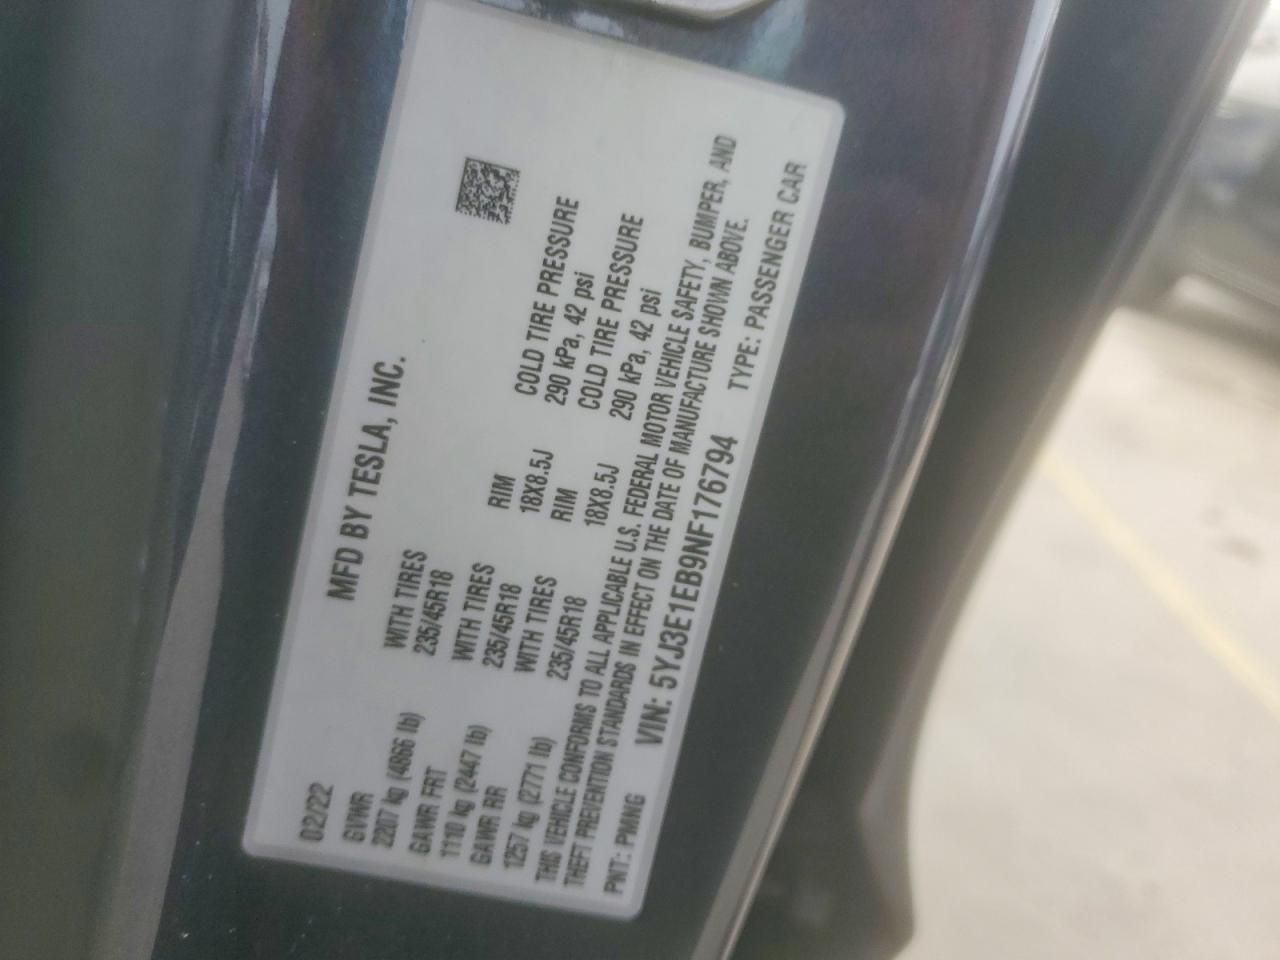 MFD BY TESLA, INC.
02/22
GVWR
2207 kg (4866 lb)
GAWR FRT WITH TIRES RIM COLD TIRE PRESSURE
1110 kg (2447 lb) 235/45R18 18X8.5J 290 kPa, 42 psi
GAWR RR WITH TIRES RIM COLD TIRE PRESSURE
1257 kg (2771 lb) 235/45R18 18X8.5J 290 kPa, 42 psi
WITH TIRES
235/45R18
THIS VEHICLE CONFORMS TO ALL APPLICABLE U.S. FEDERAL MOTOR VEHICLE SAFETY, BUMPER, AND
THEFT PREVENTION STANDARDS IN EFFECT ON THE DATE OF MANUFACTURE SHOWN ABOVE.
PNT: PMNG VIN: 5YJ3E1EB9NF176794 TYPE: PASSENGER CAR